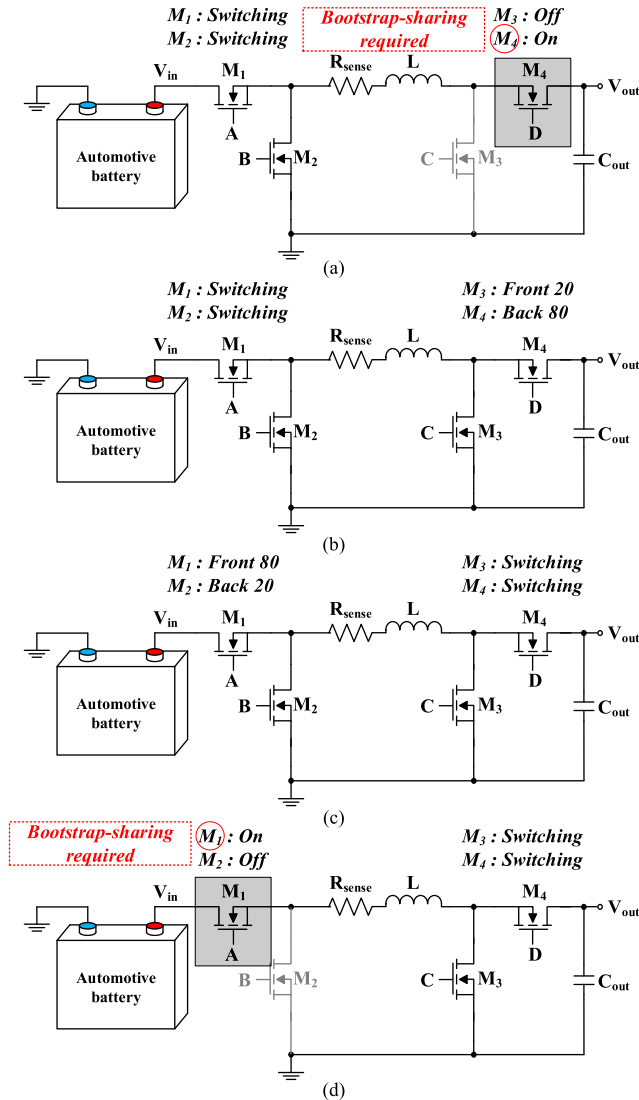 M1 : Switching
M2 : Switching
Bootstrap-sharing
required
M3 : Off
M4 : On
Vin
M1
Rsense
L
M4
Vout
A
D
Automotive
battery
B
M2
C
M3
Cout
(a)
M1 : Switching
M2 : Switching
M3 : Front 20
M4 : Back 80
Vin
M1
Rsense
L
M4
Vout
A
D
Automotive
battery
B
M2
C
M3
Cout
(b)
M1 : Front 80
M2 : Back 20
M3 : Switching
M4 : Switching
Vin
M1
Rsense
L
M4
Vout
A
D
Automotive
battery
B
M2
C
M3
Cout
(c)
Bootstrap-sharing
required
M1 : On
M2 : Off
M3 : Switching
M4 : Switching
Vin
M1
Rsense
L
M4
Vout
A
D
Automotive
battery
B
M2
C
M3
Cout
(d)